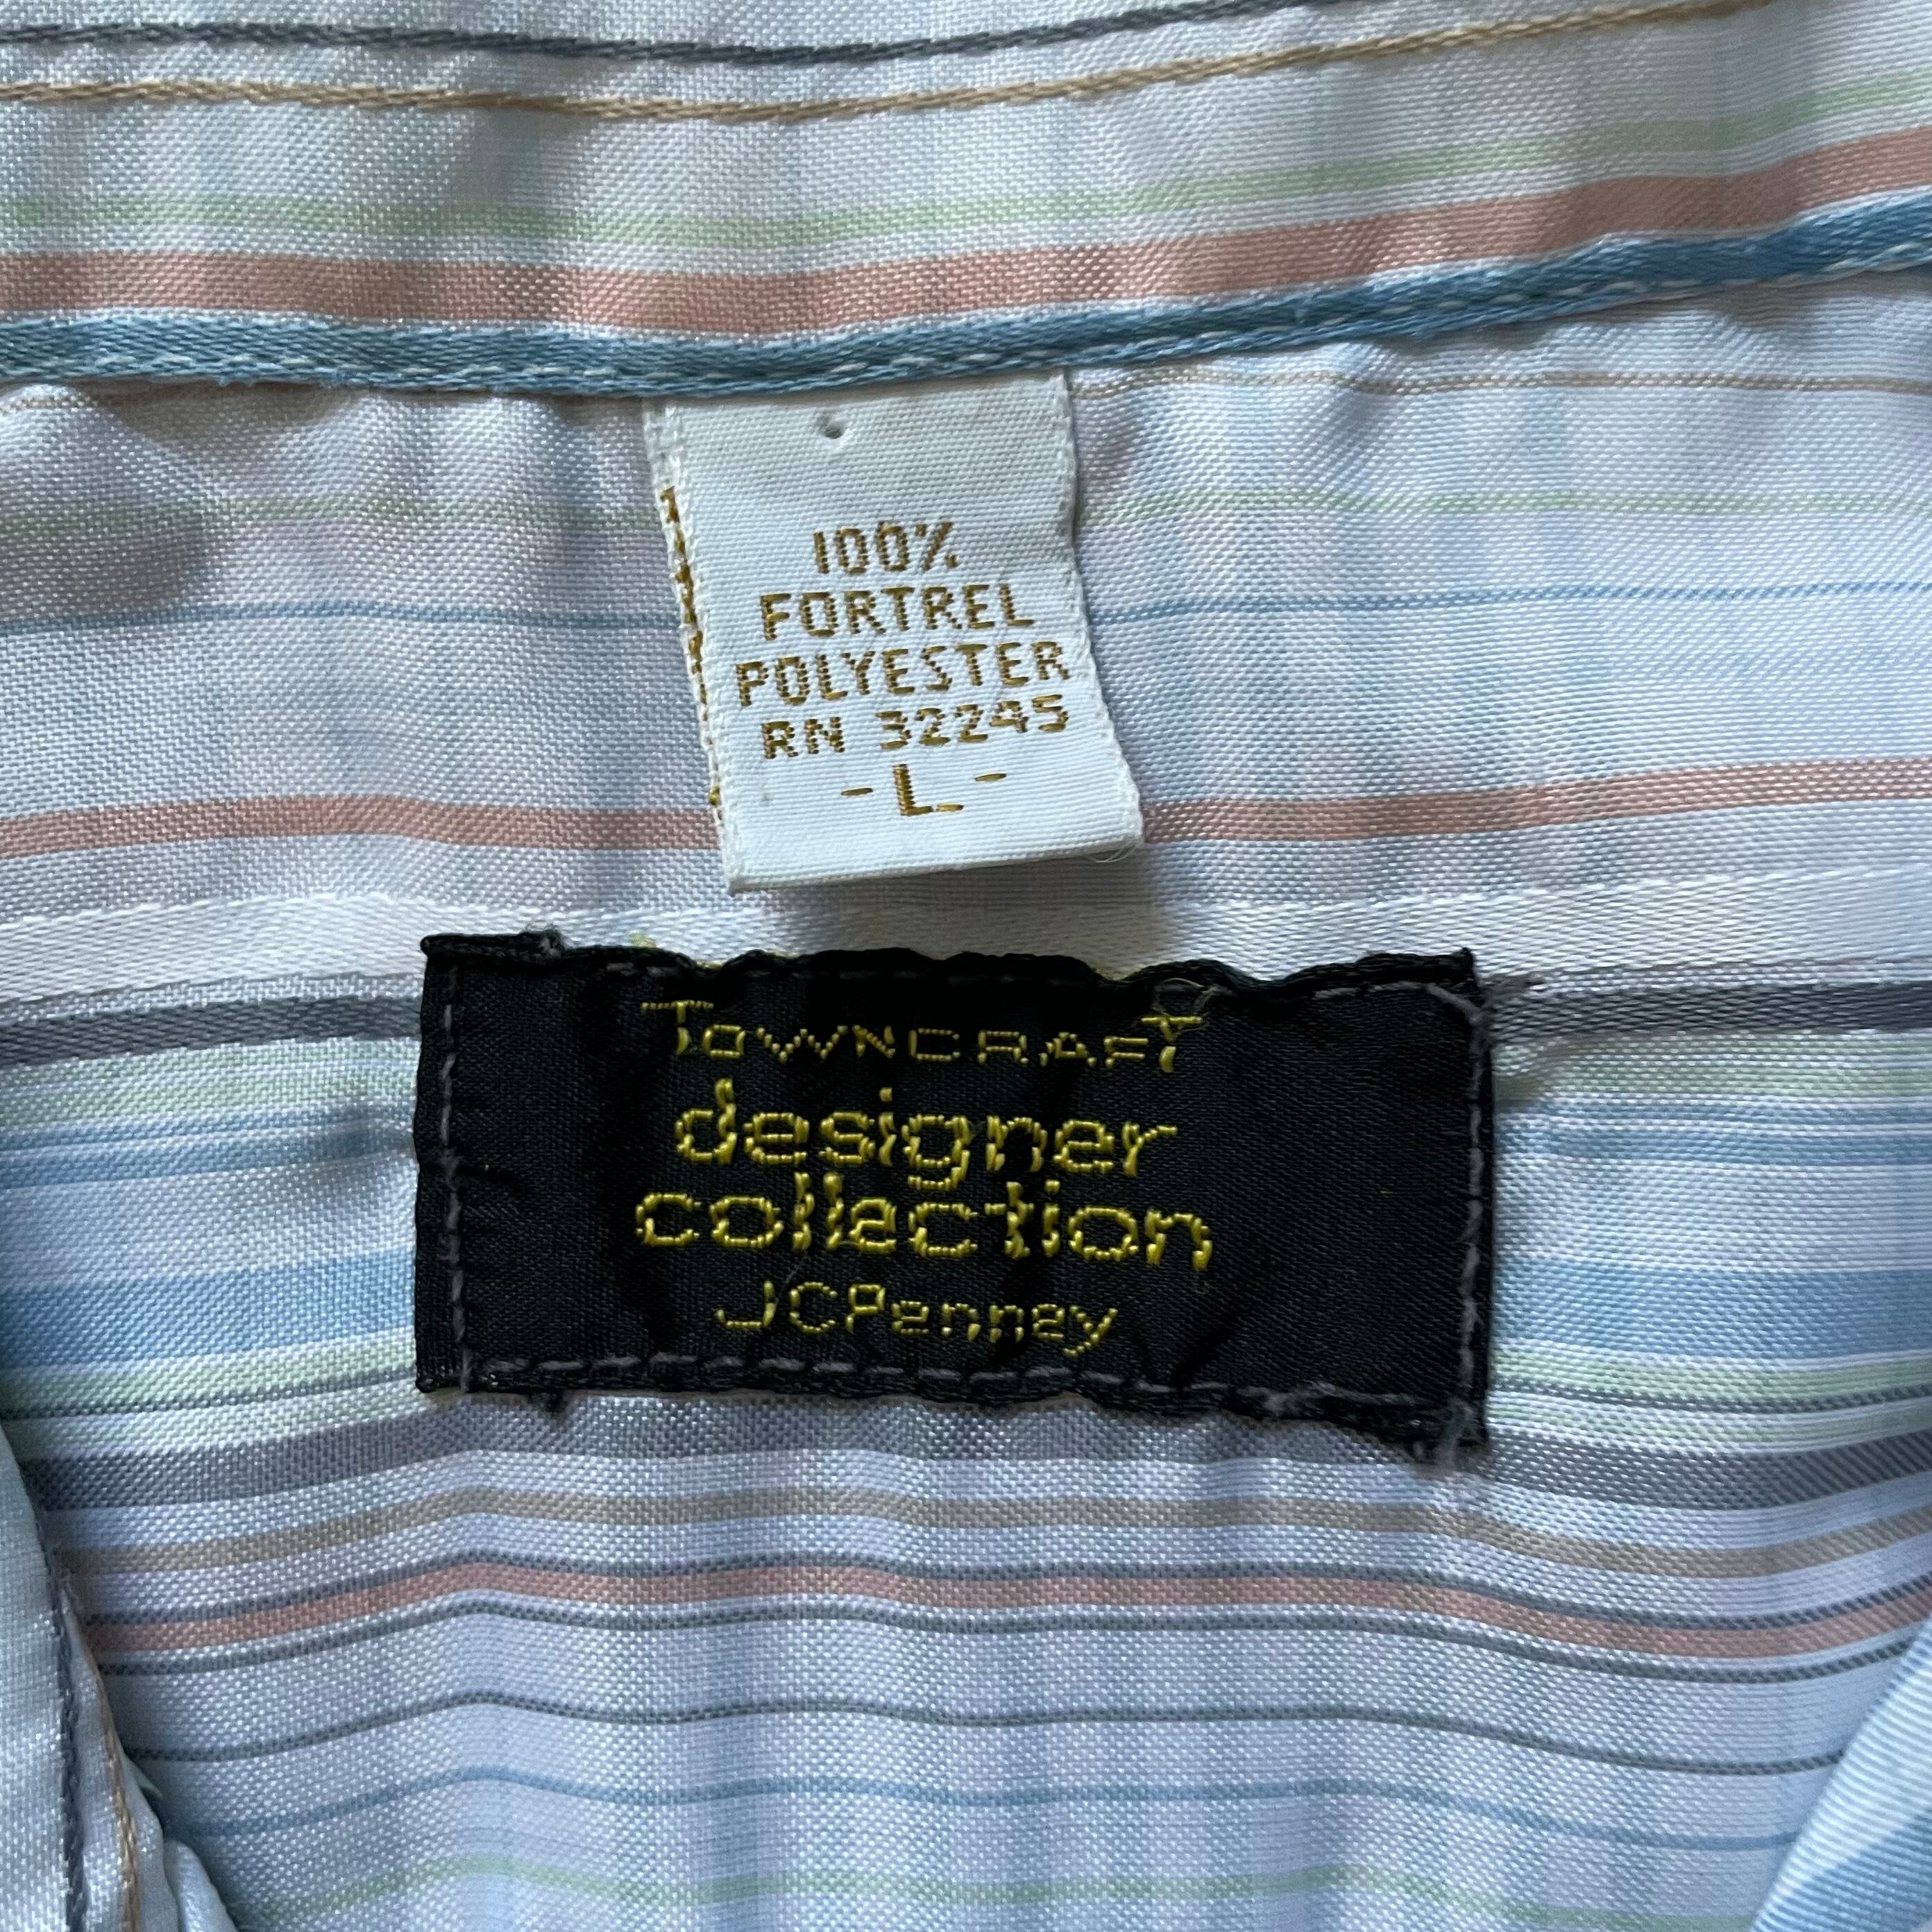 100%
FORTREL
POLYESTER
RN 32245
- L -
TOWNCRAFT
designer
collection
JCPenney